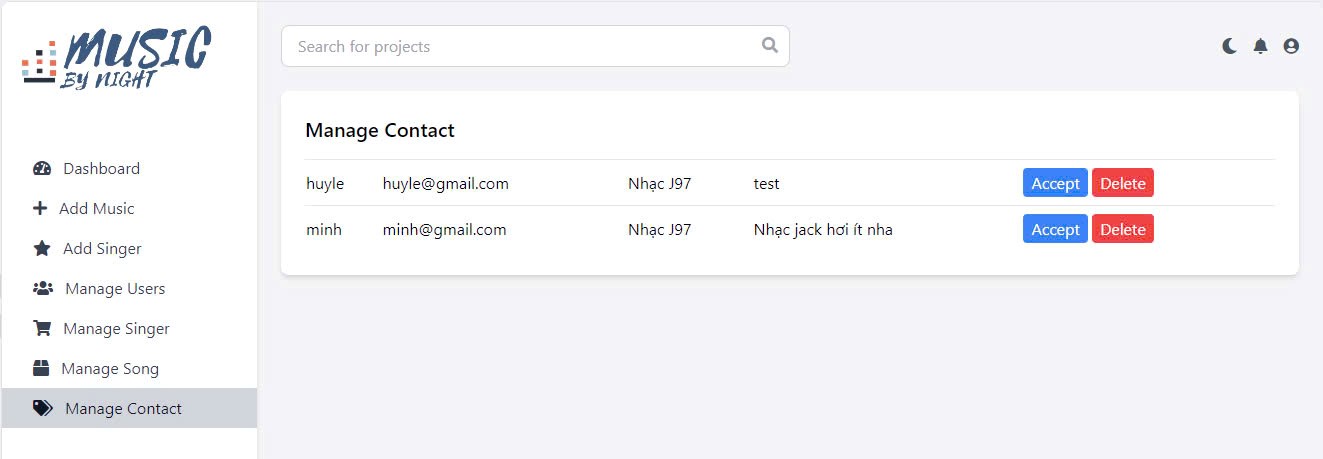 MUSIC
BY NIGHT
Search for projects
Dashboard
Add Music
Add Singer
Manage Users
Manage Singer
Manage Song
Manage Contact
Manage Contact
huyle huyle@gmail.com Nhạc J97 test Accept Delete
minh minh@gmail.com Nhạc J97 Nhạc jack hơi ít nha Accept Delete